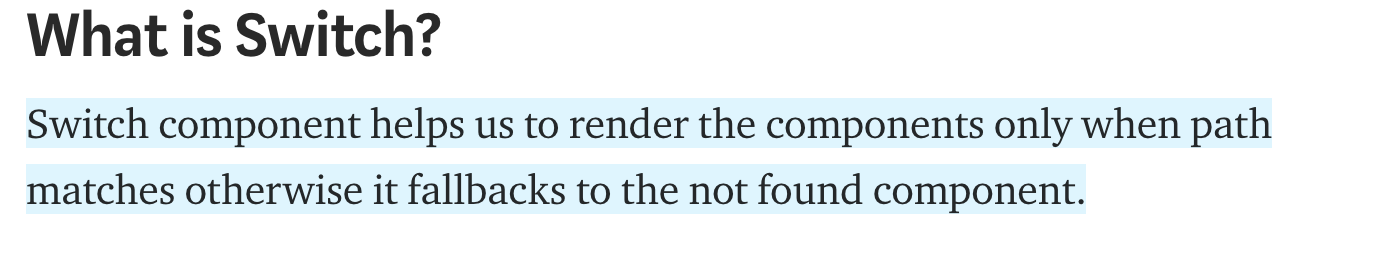 What is Switch?
Switch component helps us to render the components only when path
matches otherwise it fallbacks to the not found component.